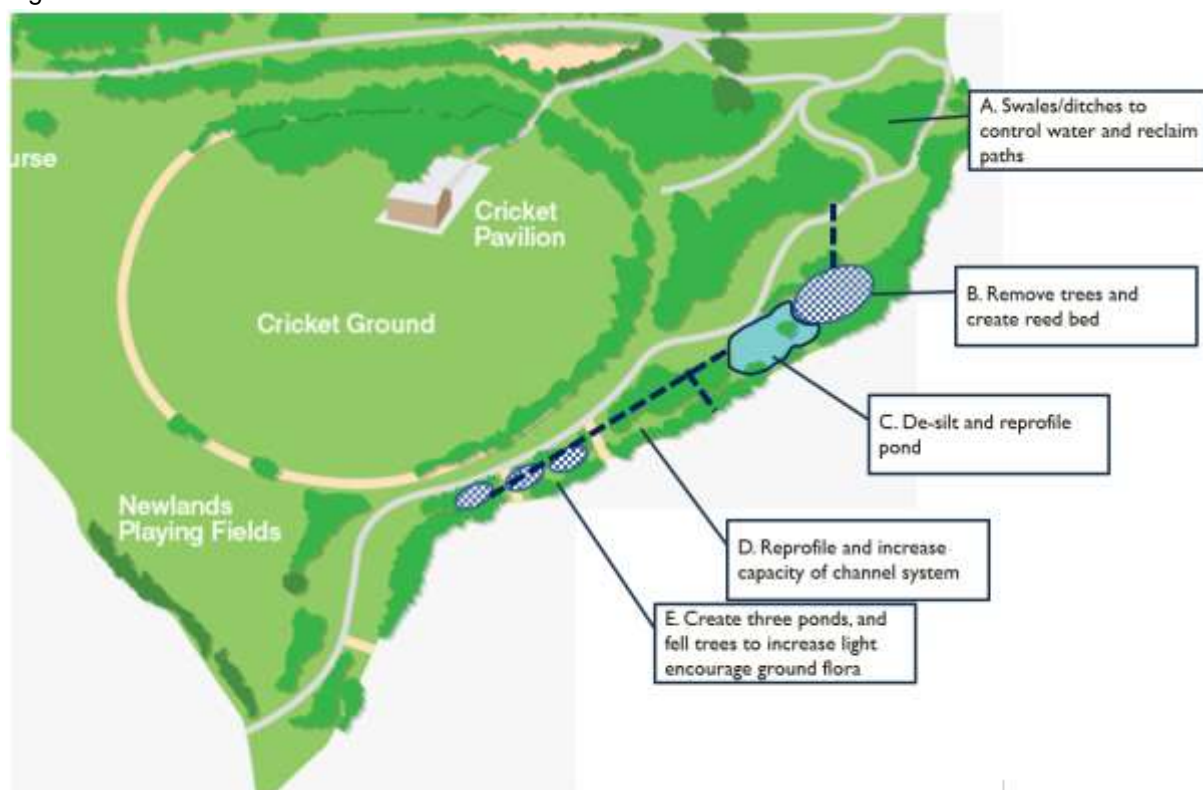 A. Swales/ditches to
control water and reclaim
paths
urse
Cricket
Pavilion
B. Remove trees and
create reed bed
Cricket Ground
C. De-silt and reprofile
pond
Newlands
Playing Fields
D. Reprofile and increase
capacity of channel system
E. Create three ponds, and
fell trees to increase light
encourage ground flora